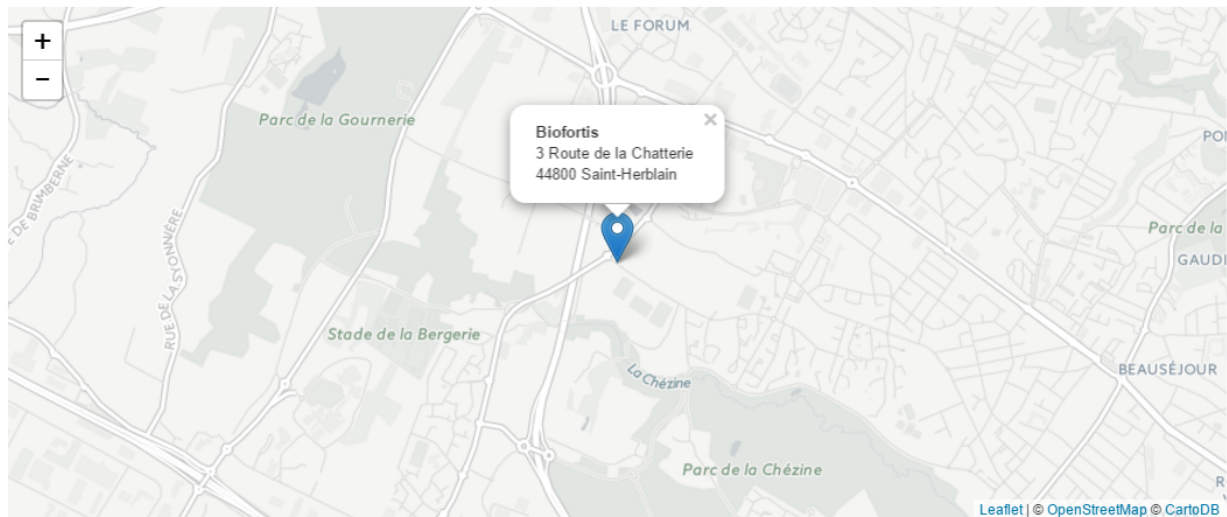 +
−
LE FORUM
Parc de la Gournerie
Biofortis
×
3 Route de la Chatterie
44800 Saint-Herblain
E DE BRIMBERNE
RUE DE LA SYONNIÈRE
POI
Parc de la
GAUDI
Stade de la Bergerie
La Chézine
BEAUSÉJOUR
Parc de la Chézine
R
Leaflet | © OpenStreetMap © CartoDB